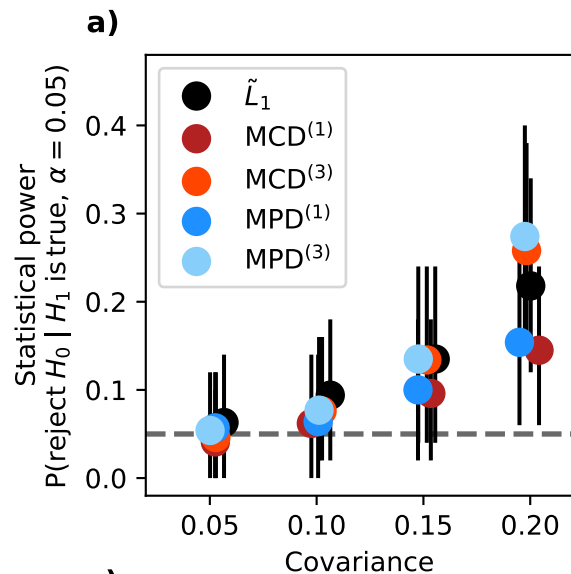 a)
Statistical power
P(reject H₀ | H₁ is true, α = 0.05)
0.4
0.3
0.2
0.1
0.0
L̃₁
MCD⁽¹⁾
MCD⁽³⁾
MPD⁽¹⁾
MPD⁽³⁾
0.05 0.10 0.15 0.20
Covariance